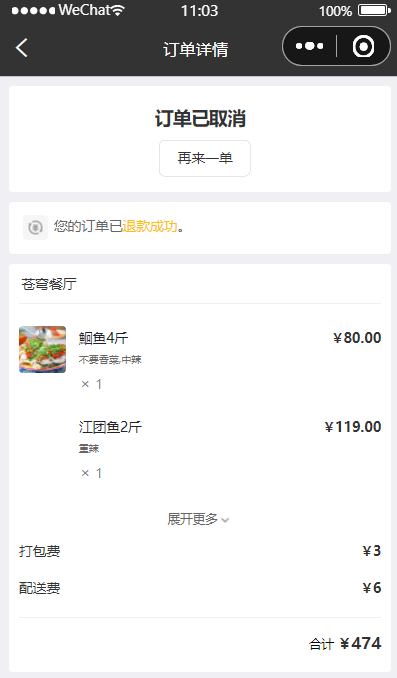 WeChat 11:03 100%
订单详情
订单已取消
再来一单
您的订单已退款成功。
苍穹餐厅
鮰鱼4斤 ￥80.00
不要香菜,中辣
× 1
江团鱼2斤 ￥119.00
重辣
× 1
展开更多
打包费 ￥3
配送费 ￥6
合计 ￥474